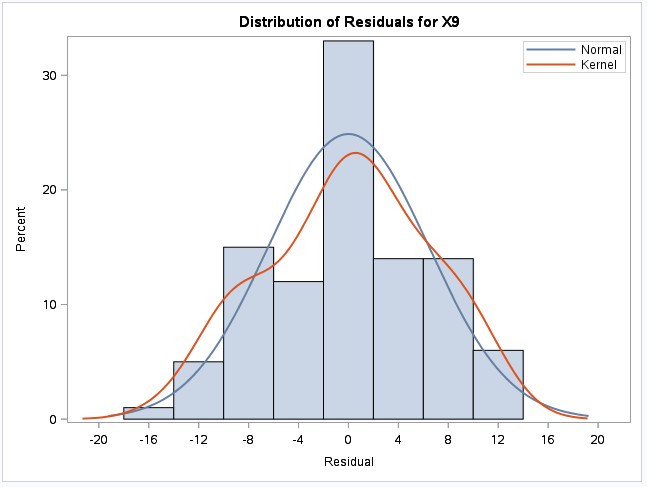 Distribution of Residuals for X9
Normal
Kernel
30
20
10
0
Percent
-20 -16 -12 -8 -4 0 4 8 12 16 20
Residual